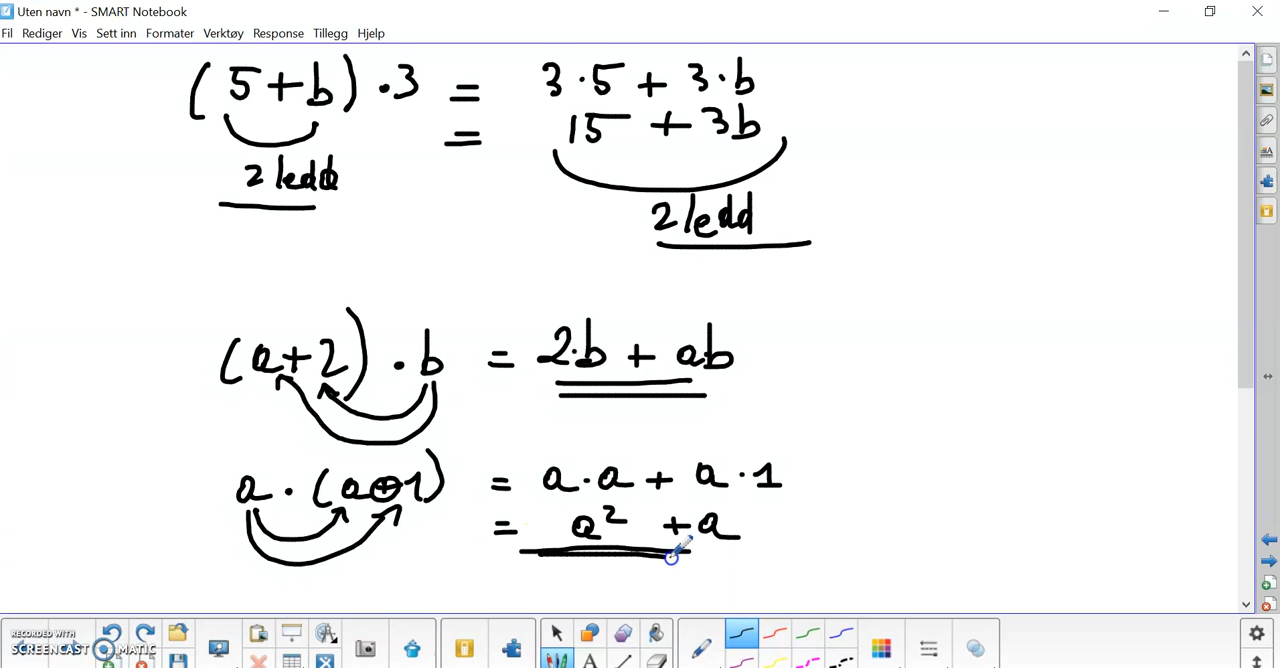 Uten navn * - SMART Notebook
Fil Rediger Vis Sett inn Formater Verktøy Response Tillegg Hjelp
(5+b)·3 = 3·5 + 3·b
= 15 + 3b
2 ledd
2 ledd
(a+2)·b = 2·b + ab
a·(a+1) = a·a + a·1
= a² + a
RECORDED WITH
SCREENCAST MATIC